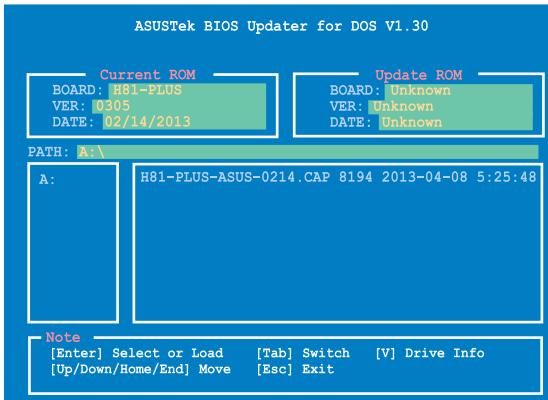 ASUSTek BIOS Updater for DOS V1.30
Current ROM
BOARD: H81-PLUS
VER: 0305
DATE: 02/14/2013
Update ROM
BOARD: Unknown
VER: Unknown
DATE: Unknown
PATH: A:\
A:
H81-PLUS-ASUS-0214.CAP 8194 2013-04-08 5:25:48
Note
[Enter] Select or Load [Tab] Switch [V] Drive Info
[Up/Down/Home/End] Move [Esc] Exit